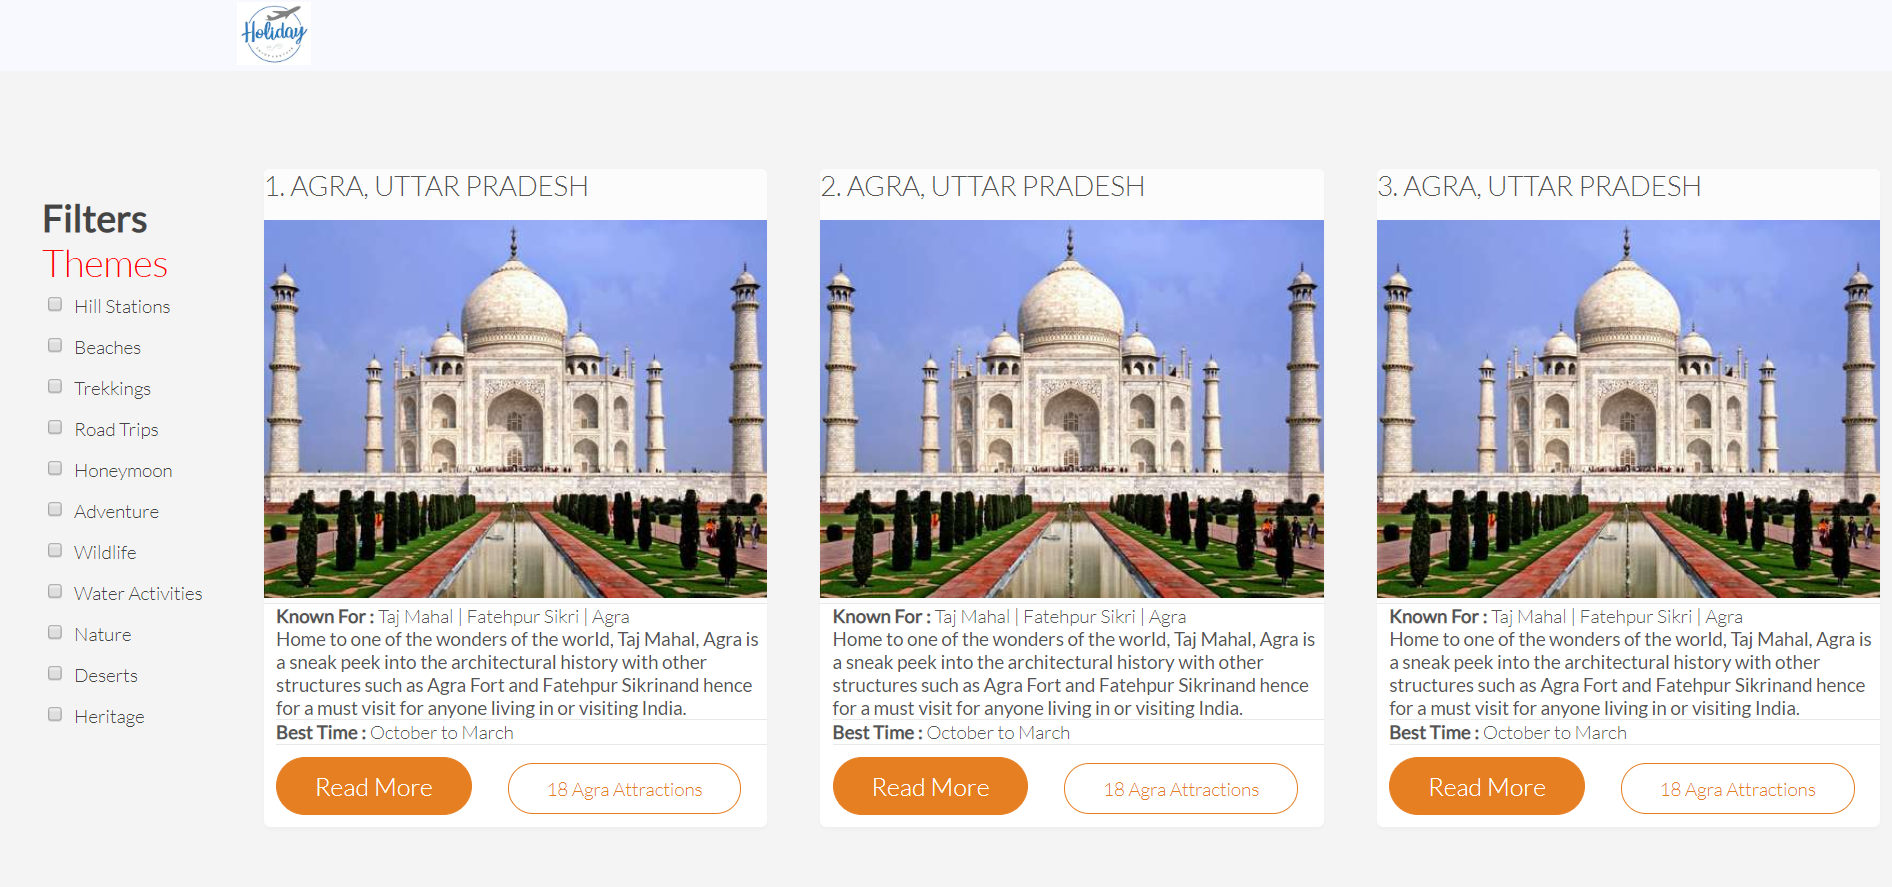 Holiday
Filters
Themes
Hill Stations
Beaches
Trekkings
Road Trips
Honeymoon
Adventure
Wildlife
Water Activities
Nature
Deserts
Heritage
1. AGRA, UTTAR PRADESH
Known For : Taj Mahal | Fatehpur Sikri | Agra
Home to one of the wonders of the world, Taj Mahal, Agra is
a sneak peek into the architectural history with other
structures such as Agra Fort and Fatehpur Sikrinand hence
for a must visit for anyone living in or visiting India.
Best Time : October to March
Read More
18 Agra Attractions
2. AGRA, UTTAR PRADESH
Known For : Taj Mahal | Fatehpur Sikri | Agra
Home to one of the wonders of the world, Taj Mahal, Agra is
a sneak peek into the architectural history with other
structures such as Agra Fort and Fatehpur Sikrinand hence
for a must visit for anyone living in or visiting India.
Best Time : October to March
Read More
18 Agra Attractions
3. AGRA, UTTAR PRADESH
Known For : Taj Mahal | Fatehpur Sikri | Agra
Home to one of the wonders of the world, Taj Mahal, Agra is
a sneak peek into the architectural history with other
structures such as Agra Fort and Fatehpur Sikrinand hence
for a must visit for anyone living in or visiting India.
Best Time : October to March
Read More
18 Agra Attractions